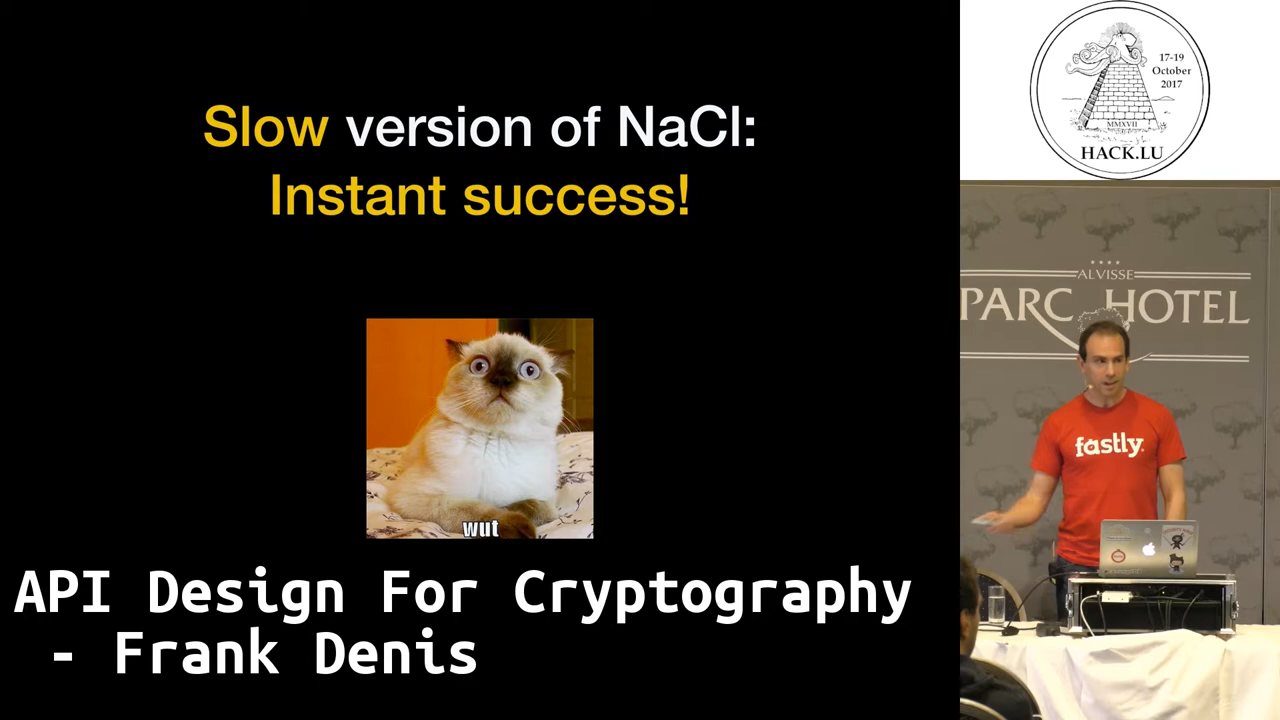 Slow version of NaCl:
Instant success!
wut
API Design For Cryptography
- Frank Denis
17-19
October
2017
MMXVII
HACK.LU
ALVISSE
PARC HOTEL
fastly.